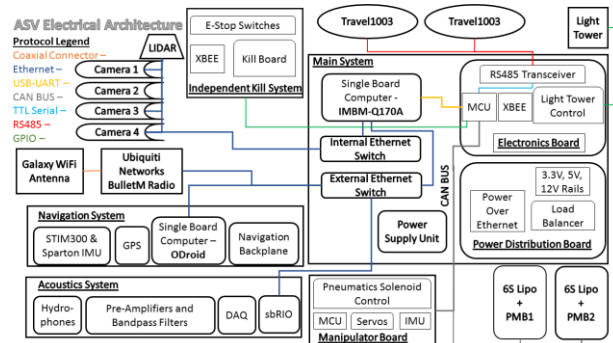 ASV Electrical Architecture
Protocol Legend
Coaxial Connector –
Ethernet –
USB-UART –
CAN BUS –
TTL Serial –
RS485 –
GPIO –
LIDAR
Camera 1
Camera 2
Camera 3
Camera 4
E-Stop Switches
XBEE
Kill Board
Independent Kill System
Travel1003
Travel1003
Light
Tower
Main System
Single Board
Computer -
IMBM-Q170A
RS485 Transceiver
MCU
XBEE
Light Tower
Control
Electronics Board
Internal Ethernet
Switch
External Ethernet
Switch
CAN BUS
Power
Supply Unit
3.3V, 5V,
12V Rails
Power
Over
Ethernet
Load
Balancer
Power Distribution Board
Galaxy WiFi
Antenna
Ubiquiti
Networks
BulletM Radio
Navigation System
STIM300 &
Sparton IMU
GPS
Single Board
Computer –
ODroid
Navigation
Backplane
Acoustics System
Hydro-
phones
Pre-Amplifiers and
Bandpass Filters
DAQ
sbRIO
Pneumatics Solenoid
Control
MCU
Servos
IMU
Manipulator Board
6S Lipo
+
PMB1
6S Lipo
+
PMB2